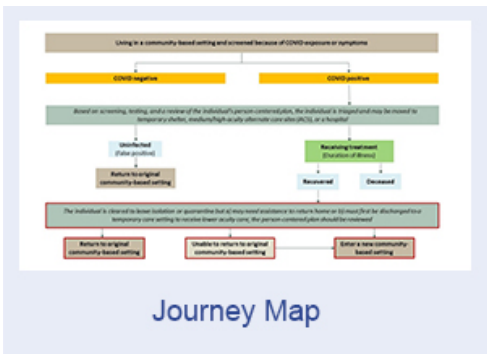 Living in a community-based setting and screened because of COVID exposure or symptoms
COVID negative
COVID positive
Based on screening, testing, and a review of the individual's person-centered plan, the individual is triaged and may be moved to
temporary shelter, medium/high-acuity alternate care sites (ACS), or a hospital
Uninfected
(false positive)
Receiving treatment
(Duration of illness)
Return to original
community-based setting
Recovered
Deceased
The individual is cleared to leave isolation or quarantine but a) may need assistance to return home or b) must first be discharged to a
temporary care setting to receive lower acuity care; the person-centered plan should be reviewed
Return to original
community-based setting
Unable to return to original
community-based setting
Enter a new community-
based setting
Journey Map